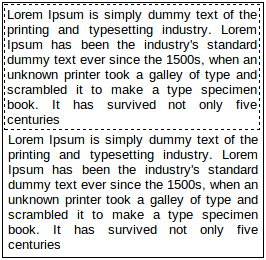 Lorem Ipsum is simply dummy text of the
printing and typesetting industry. Lorem
Ipsum has been the industry's standard
dummy text ever since the 1500s, when an
unknown printer took a galley of type and
scrambled it to make a type specimen
book. It has survived not only five
centuries
Lorem Ipsum is simply dummy text of the
printing and typesetting industry. Lorem
Ipsum has been the industry's standard
dummy text ever since the 1500s, when an
unknown printer took a galley of type and
scrambled it to make a type specimen
book. It has survived not only five
centuries